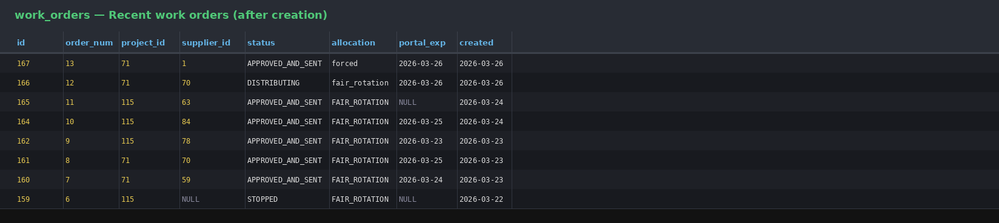 work_orders — Recent work orders (after creation)
id order_num project_id supplier_id status allocation portal_exp created
167 13 71 1 APPROVED_AND_SENT forced 2026-03-26 2026-03-26
166 12 71 70 DISTRIBUTING fair_rotation 2026-03-26 2026-03-26
165 11 115 63 APPROVED_AND_SENT FAIR_ROTATION NULL 2026-03-24
164 10 115 84 APPROVED_AND_SENT FAIR_ROTATION 2026-03-25 2026-03-24
162 9 115 78 APPROVED_AND_SENT FAIR_ROTATION 2026-03-23 2026-03-23
161 8 71 70 APPROVED_AND_SENT FAIR_ROTATION 2026-03-25 2026-03-23
160 7 71 59 APPROVED_AND_SENT FAIR_ROTATION 2026-03-24 2026-03-23
159 6 115 NULL STOPPED FAIR_ROTATION NULL 2026-03-22